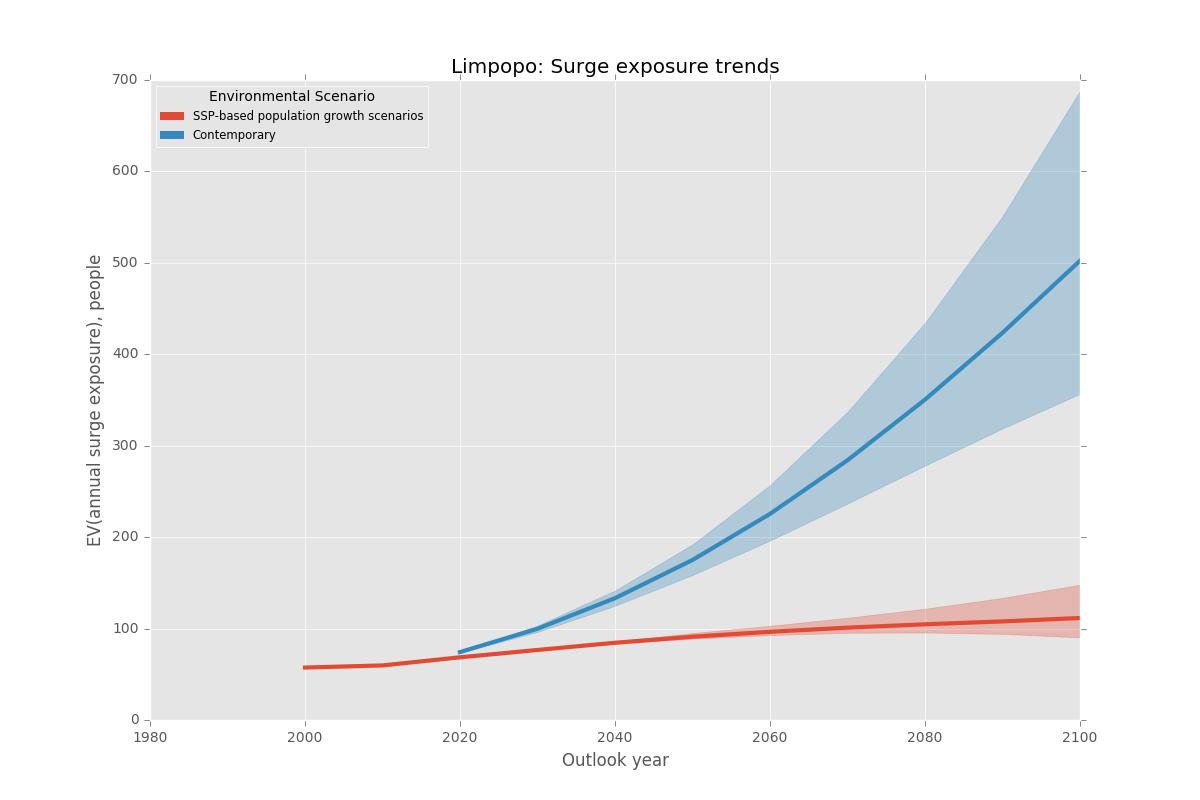 Limpopo: Surge exposure trends
Environmental Scenario
SSP-based population growth scenarios
Contemporary
EV(annual surge exposure), people
700
600
500
400
300
200
100
0
1980 2000 2020 2040 2060 2080 2100
Outlook year